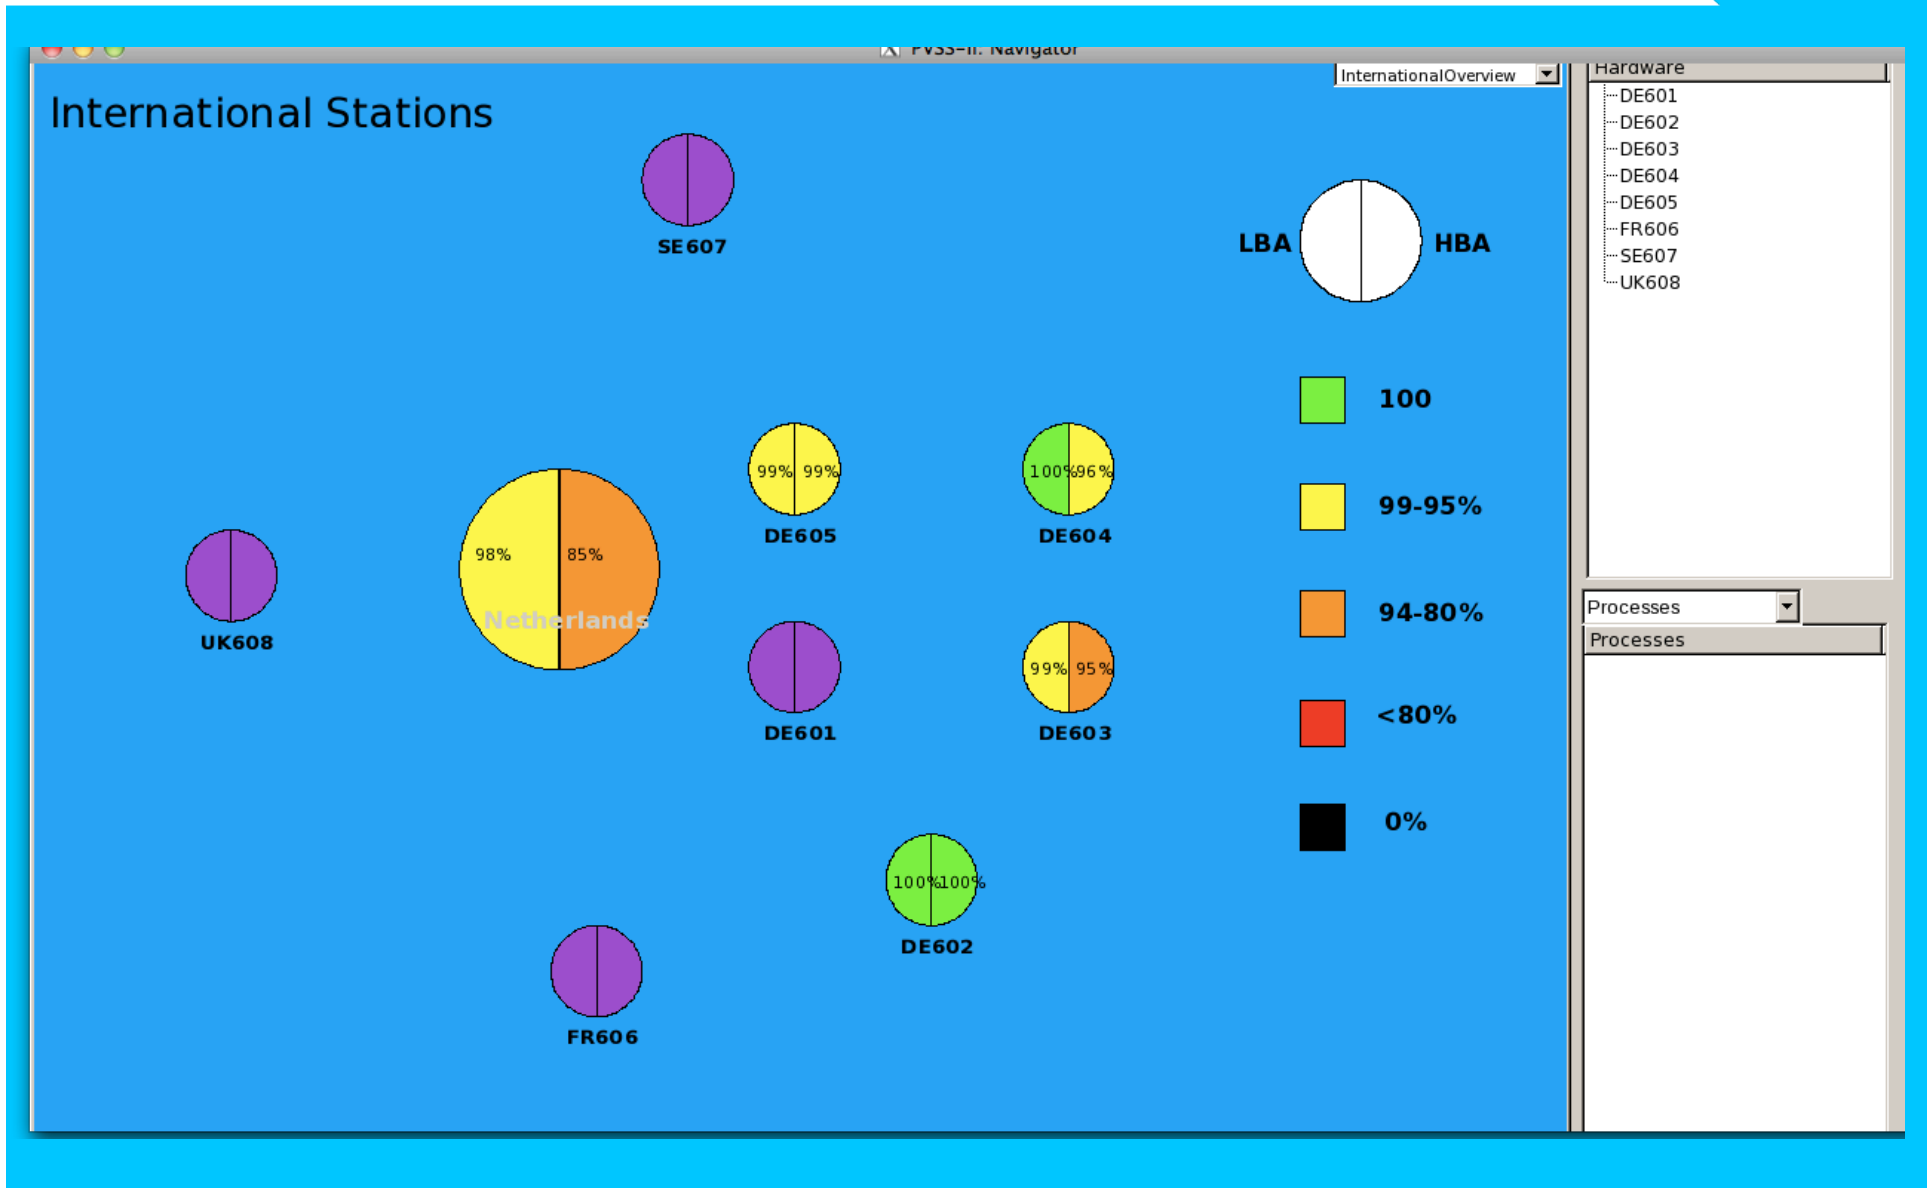 PVSS-II: Navigator
InternationalOverview
International Stations
SE607
LBA
HBA
100
99% 99%
DE605
100% 96%
DE604
99-95%
98% 85%
Netherlands
UK608
94-80%
DE601
99% 95%
DE603
<80%
0%
100% 100%
DE602
FR606
Hardware
DE601
DE602
DE603
DE604
DE605
FR606
SE607
UK608
Processes
Processes